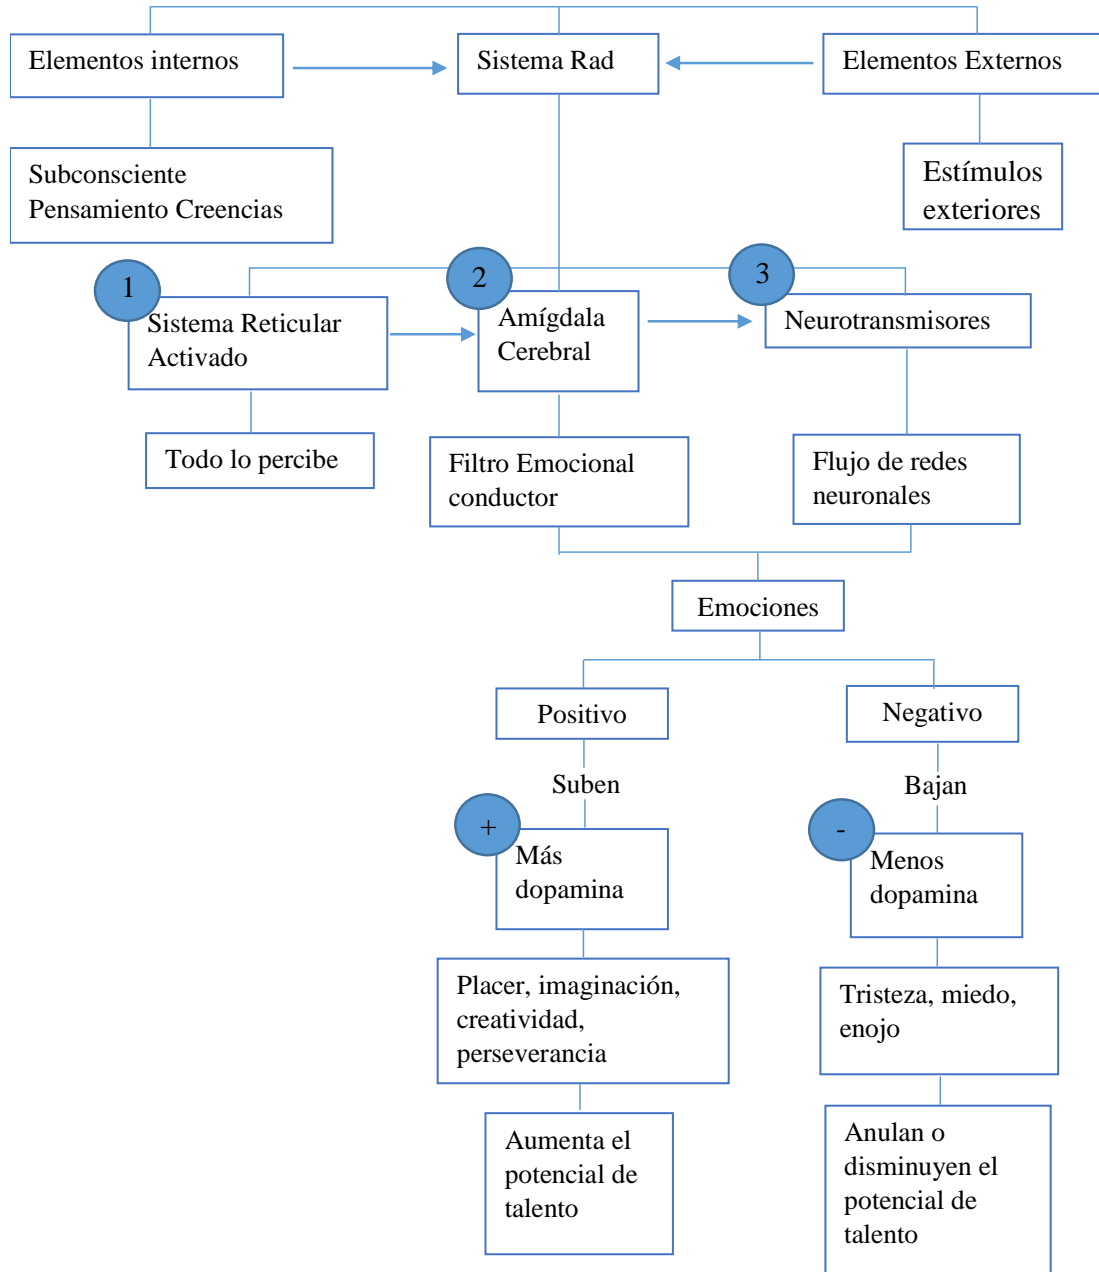 Elementos internos
Sistema Rad
Elementos Externos
Subconsciente
Pensamiento Creencias
Estímulos
exteriores
1
Sistema Reticular
Activado
2
Amígdala
Cerebral
3
Neurotransmisores
Todo lo percibe
Filtro Emocional
conductor
Flujo de redes
neuronales
Emociones
Positivo
Negativo
Suben
Bajan
+
Más
dopamina
-
Menos
dopamina
Placer, imaginación,
creatividad,
perseverancia
Tristeza, miedo,
enojo
Aumenta el
potencial de
talento
Anulan o
disminuyen el
potencial de
talento